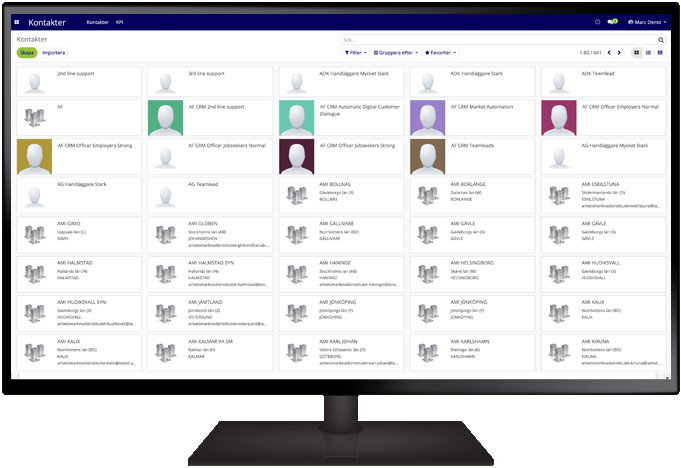 Kontakter Kontakter KPI Marc Demo
Kontakter Sök...
Skapa Importera Filter Gruppera efter Favoriter 1-80 / 641
2nd line support
3rd line support
ADK Handläggare Mycket Stark
ADK Handläggare Stark
ADK Teamlead
AF
AF CRM 2nd line support
AF CRM Automatic Digital Customer
Dialogue
AF CRM Market Automation
AF CRM Officer Employers Normal
AF CRM Officer Employers Strong
AF CRM Officer Jobseekers Normal
AF CRM Officer Jobseekers Strong
AF CRM Teamleads
AG Handläggare Mycket Stark
AG Handläggare Stark
AG Teamlead
AMI BOLLNÄS
Gävleborgs län (X)
BOLLNÄS
AMI BORLÄNGE
Dalarnas län (W)
BORLÄNGE
AMI ESKILSTUNA
Södermanlands län (D)
ESKILSTUNA
AMI GIMO
Uppsala län (C)
GIMO
AMI GLOBEN
Stockholms län (AB)
JOHANNESHOV
AMI GÄLLIVARE
Norrbottens län (BD)
GÄLLIVARE
AMI GÄVLE
Gävleborgs län (X)
GÄVLE
AMI GÄVLE
Gävleborgs län (X)
GÄVLE
AMI HALMSTAD
Hallands län (N)
HALMSTAD
AMI HALMSTAD SYN
Hallands län (N)
HALMSTAD
AMI HANINGE
Stockholms län (AB)
HANINGE
AMI HELSINGBORG
Skåne län (M)
HELSINGBORG
AMI HUDIKSVALL
Gävleborgs län (X)
HUDIKSVALL
AMI HUDIKSVALL SYN
Gävleborgs län (X)
HUDIKSVALL
AMI JÄMTLAND
Jämtlands län (Z)
ÖSTERSUND
AMI JÖNKÖPING
Jönköpings län (F)
JÖNKÖPING
AMI JÖNKÖPING
Jönköpings län (F)
JÖNKÖPING
AMI KALIX
Norrbottens län (BD)
KALIX
AMI KALIX
Norrbottens län (BD)
KALIX
AMI KALMAR PA SM
Kalmar län (H)
KALMAR
AMI KARL JOHAN
Västra Götalands län (O)
GÖTEBORG
AMI KARLSHAMN
Blekinge län (K)
KARLSHAMN
AMI KIRUNA
Norrbottens län (BD)
KIRUNA